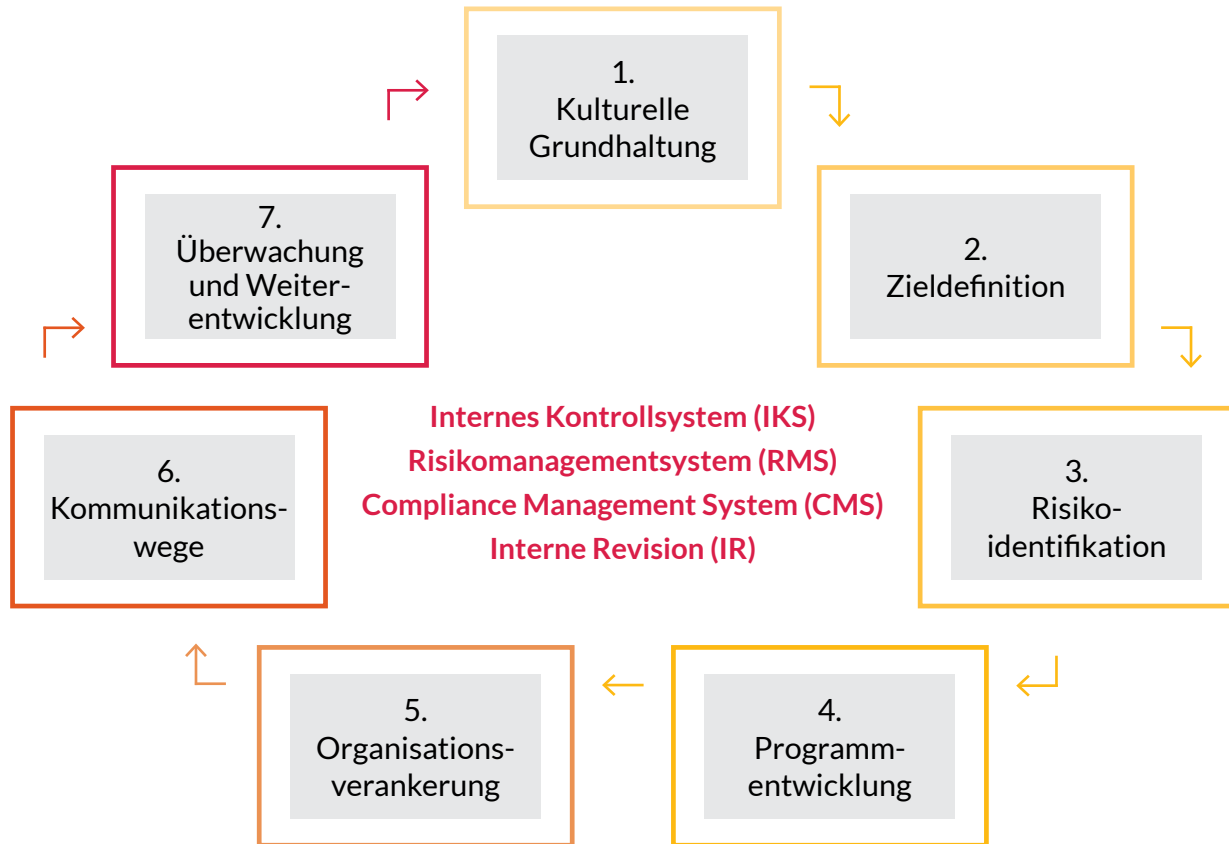 1.
Kulturelle
Grundhaltung
2.
Zieldefinition
3.
Risiko-
identifikation
4.
Programm-
entwicklung
5.
Organisations-
verankerung
6.
Kommunikations-
wege
7.
Überwachung
und Weiter-
entwicklung
Internes Kontrollsystem (IKS)
Risikomanagementsystem (RMS)
Compliance Management System (CMS)
Interne Revision (IR)